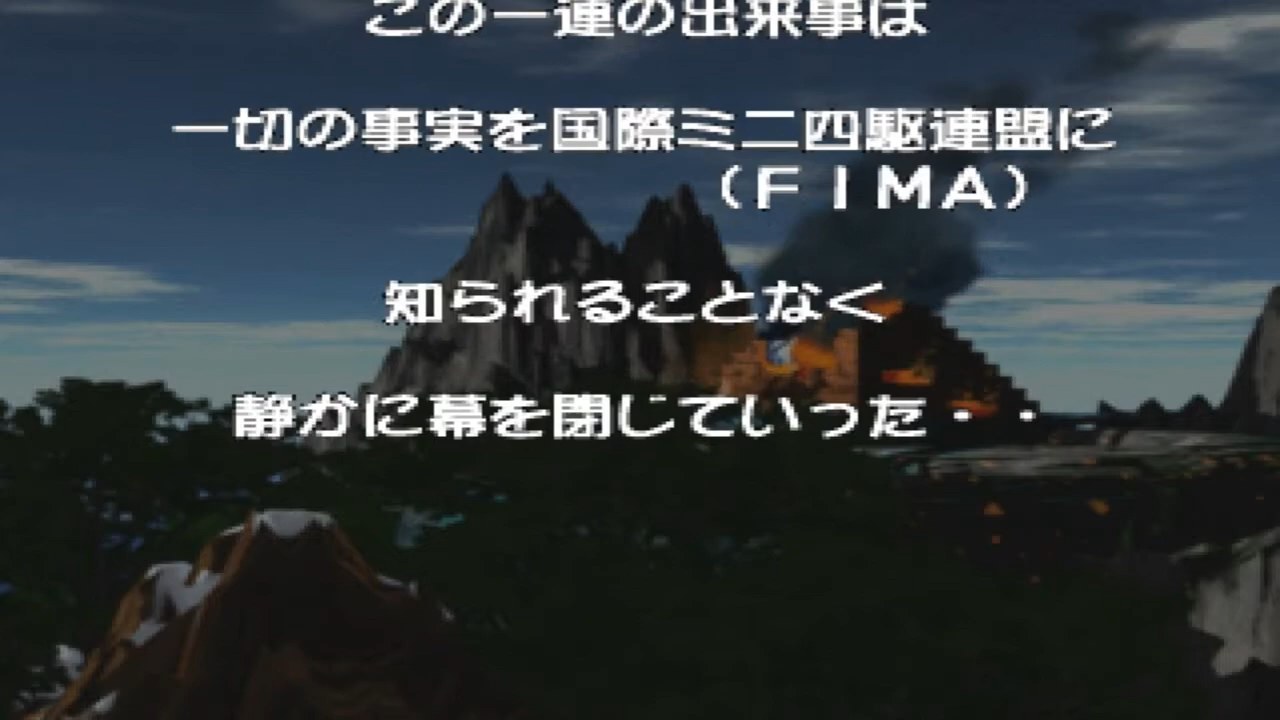 この一連の出来事は
一切の事実を国際ミニ四駆連盟に
（ＦＩＭＡ）
知られることなく
静かに幕を閉じていった・・